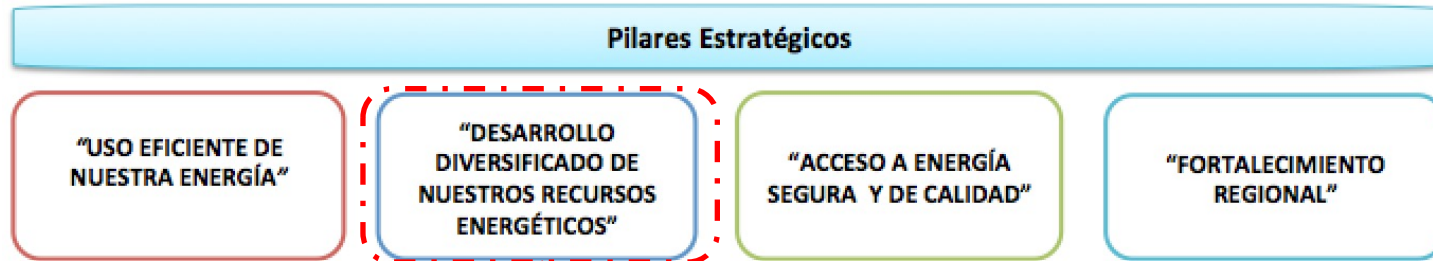 Pilares Estratégicos
“USO EFICIENTE DE
NUESTRA ENERGÍA”
“DESARROLLO
DIVERSIFICADO DE
NUESTROS RECURSOS
ENERGÉTICOS”
“ACCESO A ENERGÍA
SEGURA Y DE CALIDAD”
“FORTALECIMIENTO
REGIONAL”